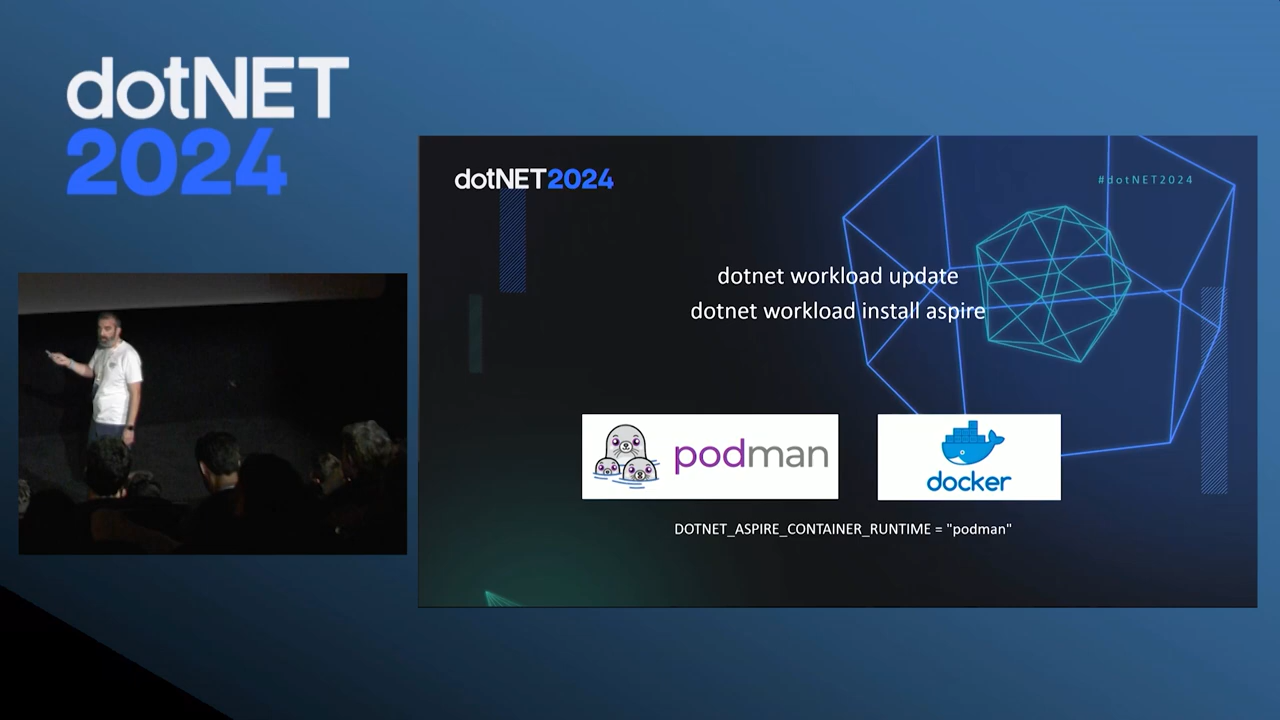 dotNET
2024
dotNET2024
#dotNET2024
dotnet workload update
dotnet workload install aspire
podman
docker
DOTNET_ASPIRE_CONTAINER_RUNTIME = "podman"